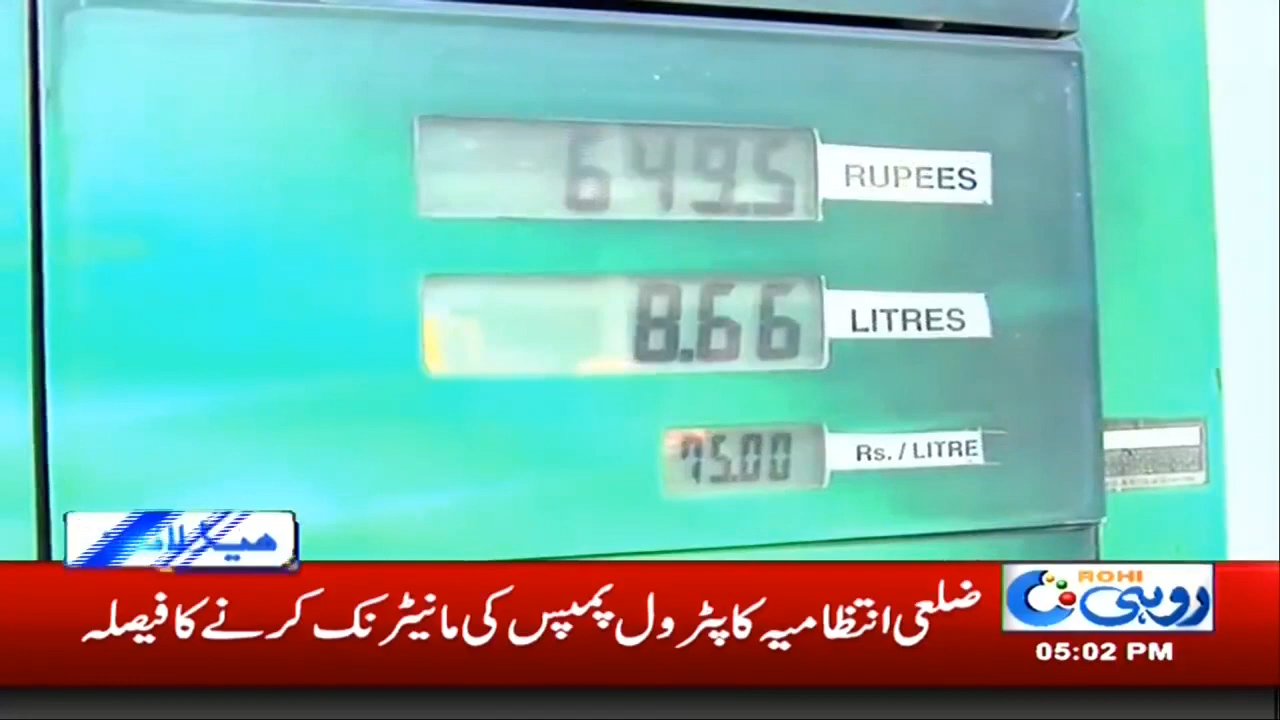 649.5 RUPEES
8.66 LITRES
75.00 Rs. / LITRE
ضلعی انتظامیہ کا پٹرول پمپس کی مانیٹرنگ کرنے کا فیصلہ
ROHI
روہی
05:02 PM